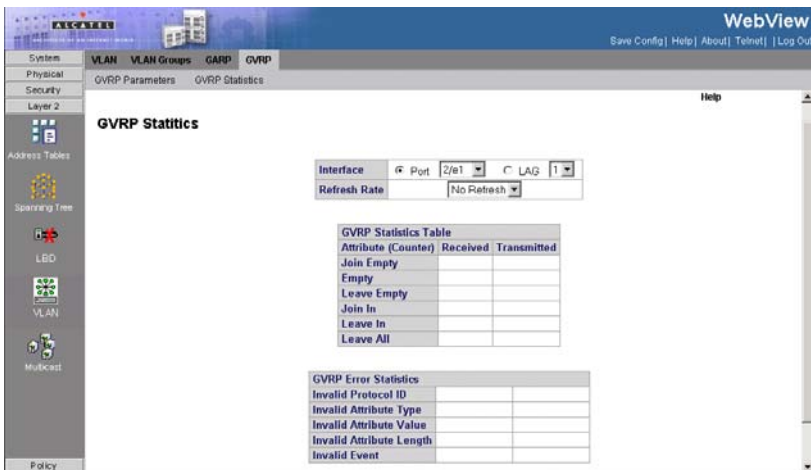 ALCATEL
WebView
Save Config| Help| About| Telnet| |Log Out
System
Physical
Security
Layer 2
Address Tables
Spanning Tree
LBD
VLAN
Multicast
Policy
VLAN VLAN Groups GARP GVRP
GVRP Parameters GVRP Statistics
Help
GVRP Statitics
Interface Port 2/e1 LAG 1
Refresh Rate No Refresh
GVRP Statistics Table
Attribute (Counter) Received Transmitted
Join Empty
Empty
Leave Empty
Join In
Leave In
Leave All
GVRP Error Statistics
Invalid Protocol ID
Invalid Attribute Type
Invalid Attribute Value
Invalid Attribute Length
Invalid Event